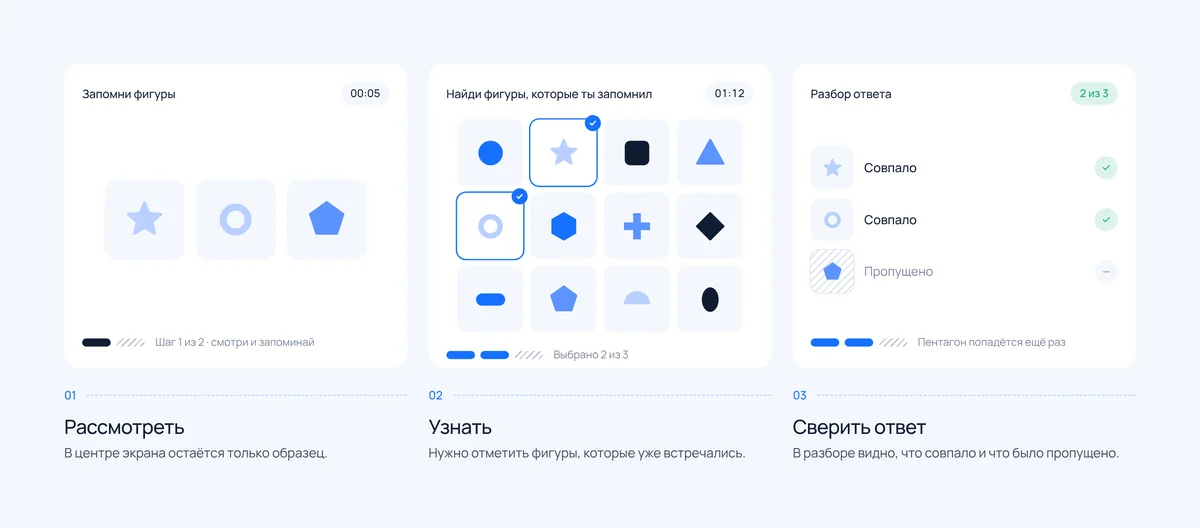 Запомни фигуры
00:05
Шаг 1 из 2 · смотри и запоминай
01
Рассмотреть
В центре экрана остаётся только образец.
Найди фигуры, которые ты запомнил
01:12
Выбрано 2 из 3
02
Узнать
Нужно отметить фигуры, которые уже встречались.
Разбор ответа
2 из 3
Совпало
Совпало
Пропущено
Пентагон попадётся ещё раз
03
Сверить ответ
В разборе видно, что совпало и что было пропущено.